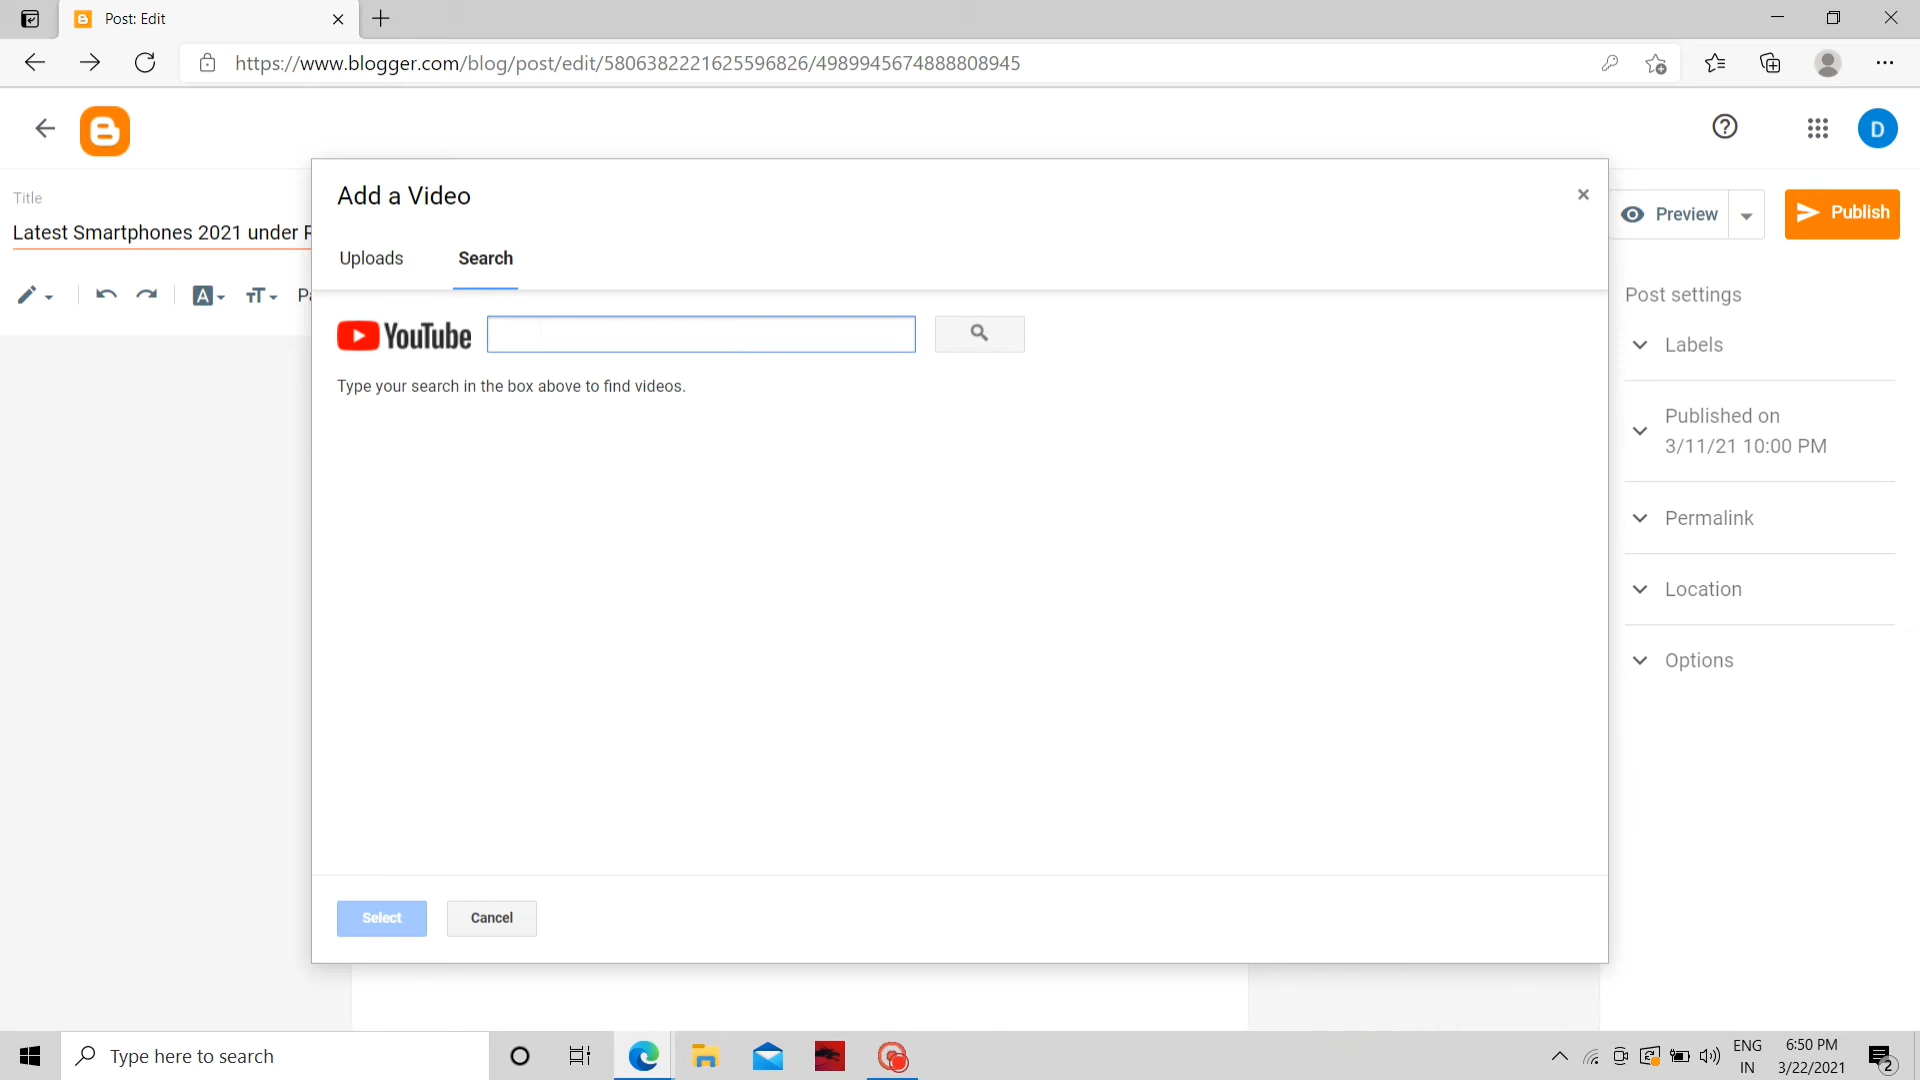 Post: Edit
https://www.blogger.com/blog/post/edit/5806382221625596826/4989945674888808945
D
Title
Latest Smartphones 2021 under
Add a Video
Uploads
Search
YouTube
Type your search in the box above to find videos.
Select
Cancel
Preview
Publish
Post settings
Labels
Published on
3/11/21 10:00 PM
Permalink
Location
Options
Type here to search
ENG
IN
6:50 PM
3/22/2021
2